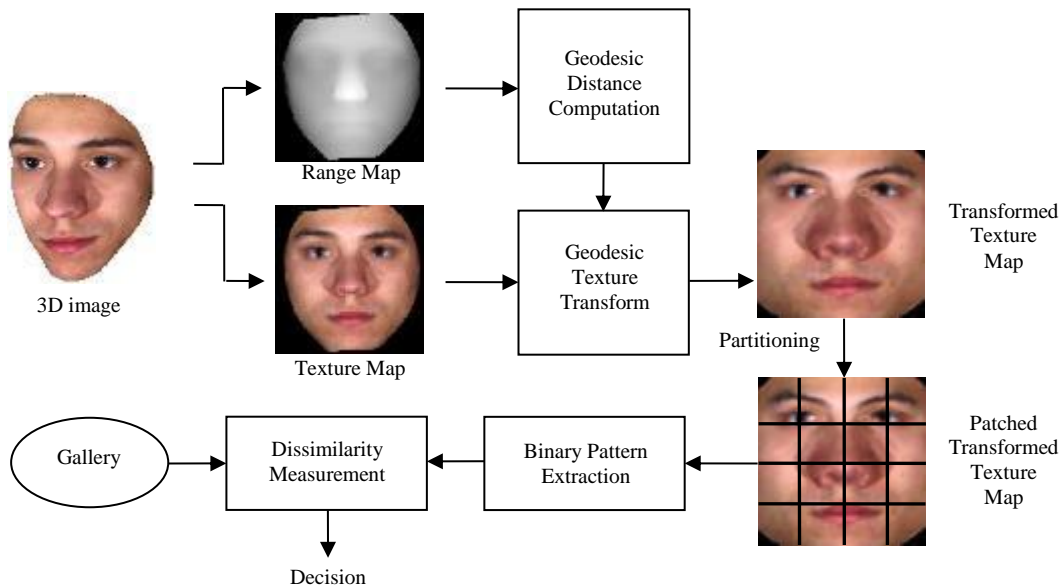 Geodesic
Distance
Computation
Range Map
3D image
Texture Map
Geodesic
Texture
Transform
Transformed
Texture
Map
Partitioning
Patched
Transformed
Texture
Map
Gallery
Dissimilarity
Measurement
Binary Pattern
Extraction
Decision